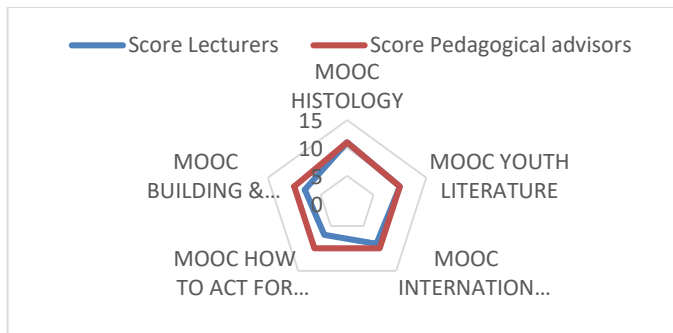 Score Lecturers
Score Pedagogical advisors
MOOC
HISTOLOGY
15
10
5
0
MOOC YOUTH
LITERATURE
MOOC
INTERNATION...
MOOC HOW
TO ACT FOR...
MOOC
BUILDING &...